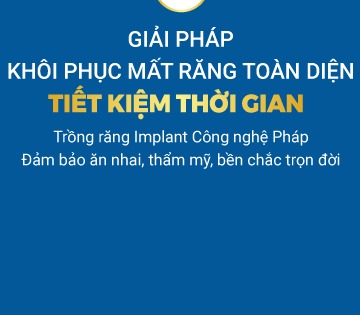 GIẢI PHÁP
KHÔI PHỤC MẤT RĂNG TOÀN DIỆN
TIẾT KIỆM THỜI GIAN
Trồng răng Implant Công nghệ Pháp
Đảm bảo ăn nhai, thẩm mỹ, bền chắc trọn đời